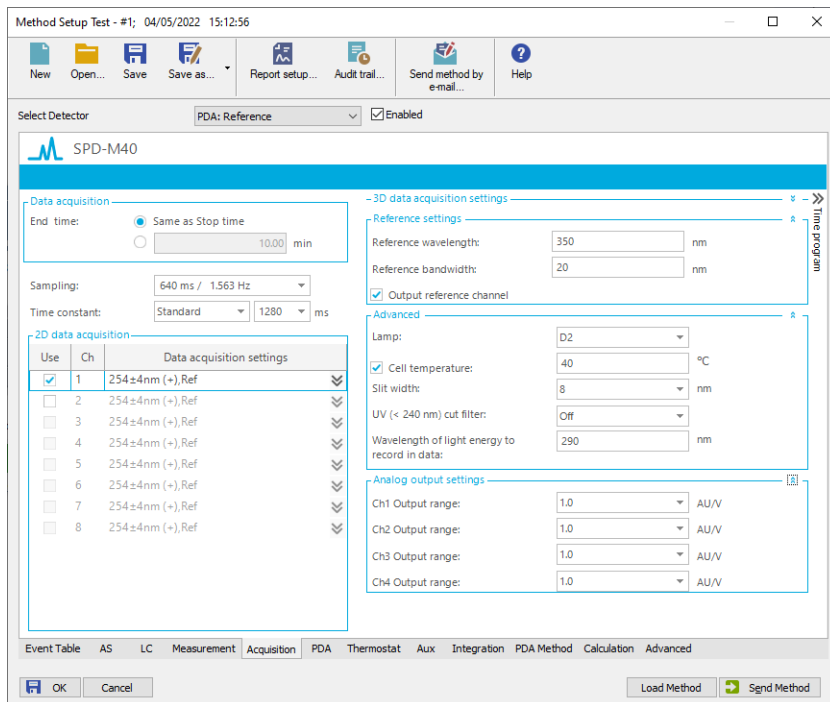 Method Setup Test - #1;  04/05/2022  15:12:56
New
Open...
Save
Save as...
Report setup...
Audit trail...
Send method by
e-mail...
Help
Select Detector
PDA: Reference
Enabled
SPD-M40
Data acquisition
End time:
Same as Stop time
10.00 min
Sampling:
640 ms /  1.563 Hz
Time constant:
Standard
1280
ms
2D data acquisition
Use Ch Data acquisition settings
1 254±4nm (+),Ref
2 254±4nm (+),Ref
3 254±4nm (+),Ref
4 254±4nm (+),Ref
5 254±4nm (+),Ref
6 254±4nm (+),Ref
7 254±4nm (+),Ref
8 254±4nm (+),Ref
3D data acquisition settings
Reference settings
Reference wavelength: 350 nm
Reference bandwidth: 20 nm
Output reference channel
Advanced
Lamp: D2
Cell temperature: 40 ºC
Slit width: 8 nm
UV (< 240 nm) cut filter: Off
Wavelength of light energy to
record in data:
290 nm
Analog output settings
Ch1 Output range: 1.0 AU/V
Ch2 Output range: 1.0 AU/V
Ch3 Output range: 1.0 AU/V
Ch4 Output range: 1.0 AU/V
Time program
Event Table AS LC Measurement Acquisition PDA Thermostat Aux Integration PDA Method Calculation Advanced
OK
Cancel
Load Method
Send Method